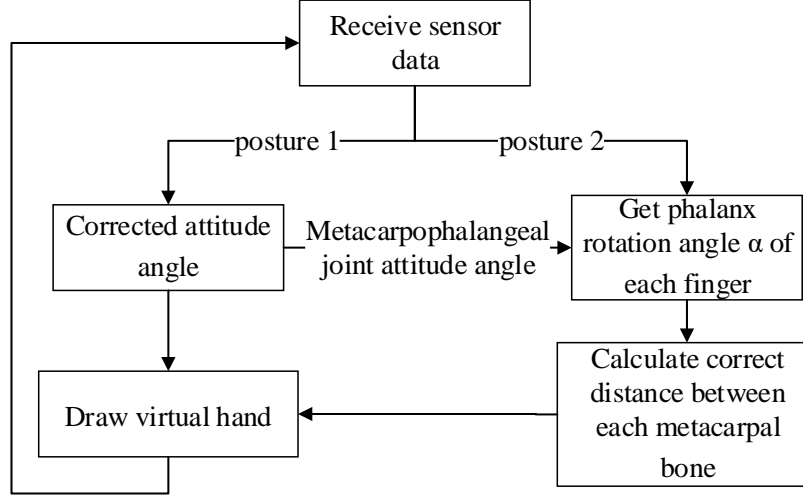 Receive sensor
data
posture 1
posture 2
Corrected attitude
angle
Metacarpophalangeal
joint attitude angle
Get phalanx
rotation angle α of
each finger
Draw virtual hand
Calculate correct
distance between
each metacarpal
bone